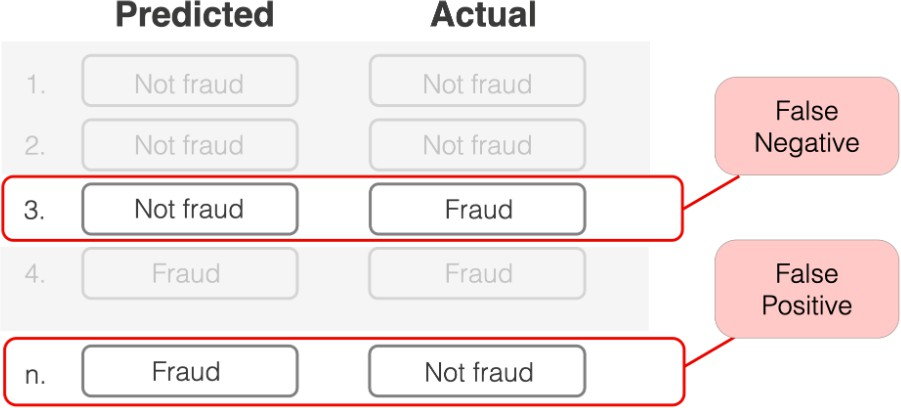 Predicted Actual
1. Not fraud Not fraud
2. Not fraud Not fraud
False
Negative
3. Not fraud Fraud
4. Fraud Fraud
False
Positive
n. Fraud Not fraud